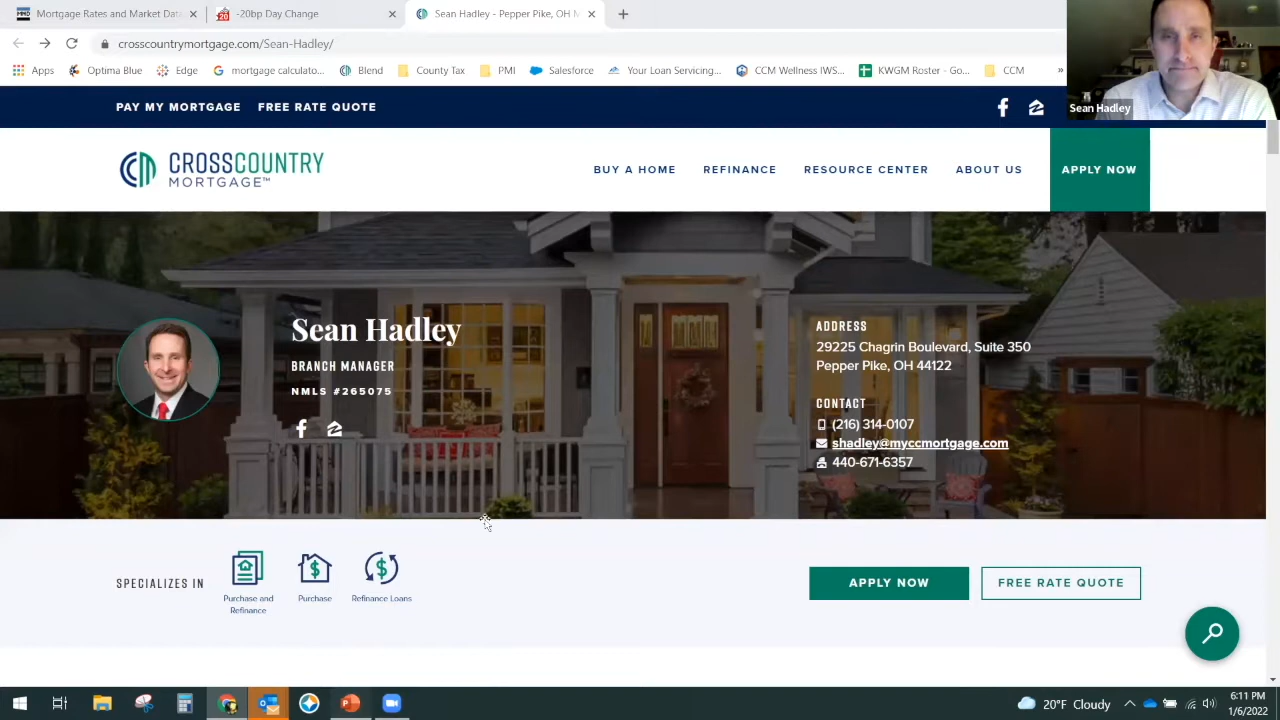 Mortgage Rates and Market Dat
-20bp Day Change
Sean Hadley - Pepper Pike, OH M
crosscountrymortgage.com/Sean-Hadley/
Apps Optima Blue Edge mortgage calculato... Blend County Tax PMI Salesforce Your Loan Servicing... CCM Wellness IWS... KWGM Roster - Go... CCM »
Sean Hadley
PAY MY MORTGAGE FREE RATE QUOTE
CROSSCOUNTRY
MORTGAGE™
BUY A HOME REFINANCE RESOURCE CENTER ABOUT US APPLY NOW
Sean Hadley
BRANCH MANAGER
NMLS #265075
ADDRESS
29225 Chagrin Boulevard, Suite 350
Pepper Pike, OH 44122
CONTACT
(216) 314-0107
shadley@myccmortgage.com
440-671-6357
SPECIALIZES IN
Purchase and
Refinance
Purchase
Refinance Loans
APPLY NOW
FREE RATE QUOTE
20°F Cloudy
6:11 PM
1/6/2022